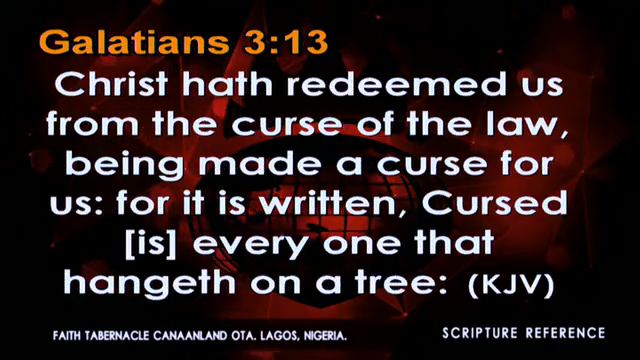 Galatians 3:13
Christ hath redeemed us
from the curse of the law,
being made a curse for
us: for it is written, Cursed
[is] every one that
hangeth on a tree: (KJV)
FAITH TABERNACLE CANAANLAND OTA. LAGOS, NIGERIA.
SCRIPTURE REFERENCE